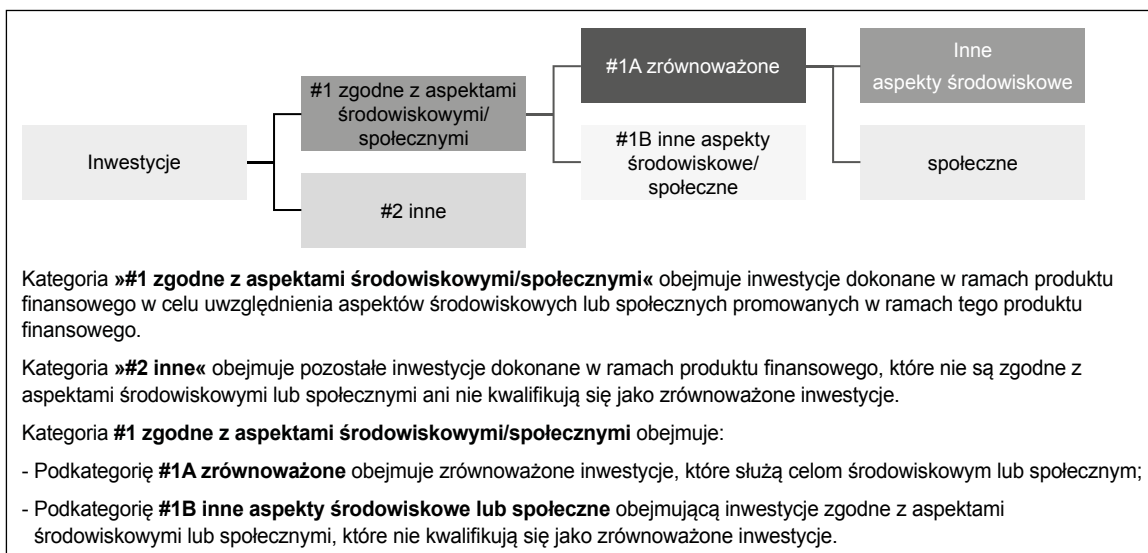 Inwestycje
#1 zgodne z aspektami
środowiskowymi/
społecznymi
#2 inne
#1A zrównoważone
#1B inne aspekty
środowiskowe/
społeczne
Inne
aspekty środowiskowe
społeczne
Kategoria »#1 zgodne z aspektami środowiskowymi/społecznymi« obejmuje inwestycje dokonane w ramach produktu
finansowego w celu uwzględnienia aspektów środowiskowych lub społecznych promowanych w ramach tego produktu
finansowego.
Kategoria »#2 inne« obejmuje pozostałe inwestycje dokonane w ramach produktu finansowego, które nie są zgodne z
aspektami środowiskowymi lub społecznymi ani nie kwalifikują się jako zrównoważone inwestycje.
Kategoria #1 zgodne z aspektami środowiskowymi/społecznymi obejmuje:
- Podkategorię #1A zrównoważone obejmuje zrównoważone inwestycje, które służą celom środowiskowym lub społecznym;
- Podkategorię #1B inne aspekty środowiskowe lub społeczne obejmującą inwestycje zgodne z aspektami
środowiskowymi lub społecznymi, które nie kwalifikują się jako zrównoważone inwestycje.